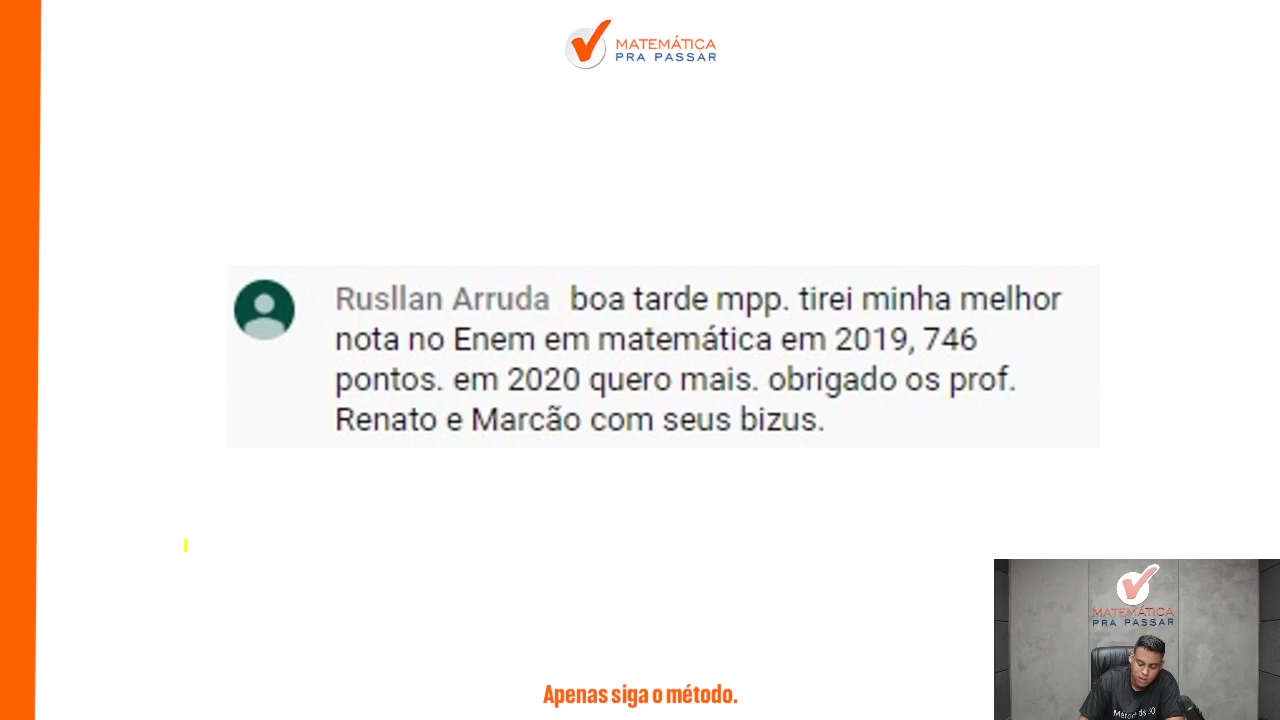 MATEMÁTICA
PRA PASSAR
Rusllan Arruda boa tarde mpp. tirei minha melhor
nota no Enem em matemática em 2019, 746
pontos. em 2020 quero mais. obrigado os prof.
Renato e Marcão com seus bizus.
MATEMÁTICA
PRA PASSAR
Apenas siga o método.